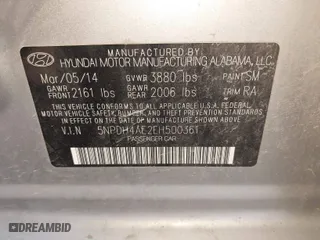 MANUFACTURED BY
HYUNDAI MOTOR MANUFACTURING ALABAMA, LLC.
Mar/05/14 GVWR 3880 lbs PAINT SM
GAWR FRONT 2161 lbs GAWR REAR 2006 lbs TRIM RA
THIS VEHICLE CONFORMS TO ALL APPLICABLE U.S. FEDERAL
MOTOR VEHICLE SAFETY, BUMPER, AND THEFT PREVENTION
STANDARDS IN EFFECT ON THE DATE OF MANUFACTURE SHOWN ABOVE.
V.I.N 5NPDH4AE2EH500361
PASSENGER CAR
DREAMBID